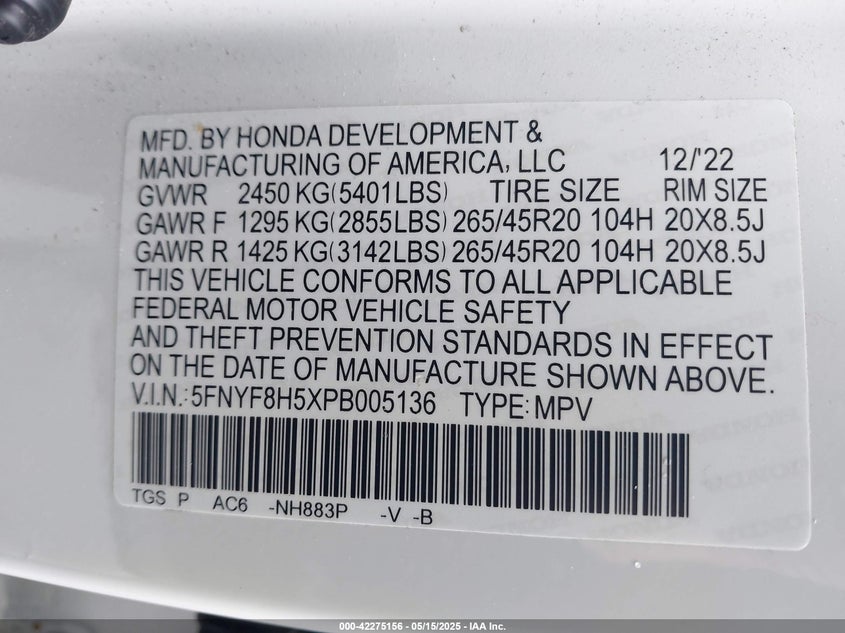 MFD. BY HONDA DEVELOPMENT &
MANUFACTURING OF AMERICA, LLC 12/'22
GVWR 2450 KG(5401LBS) TIRE SIZE RIM SIZE
GAWR F 1295 KG(2855LBS) 265/45R20 104H 20X8.5J
GAWR R 1425 KG(3142LBS) 265/45R20 104H 20X8.5J
THIS VEHICLE CONFORMS TO ALL APPLICABLE
FEDERAL MOTOR VEHICLE SAFETY
AND THEFT PREVENTION STANDARDS IN EFFECT
ON THE DATE OF MANUFACTURE SHOWN ABOVE.
V.I.N.:5FNYF8H5XPB005136 TYPE:MPV
TGS P AC6 -NH883P -V -B
000-42275156 - 05/15/2025 - IAA Inc.